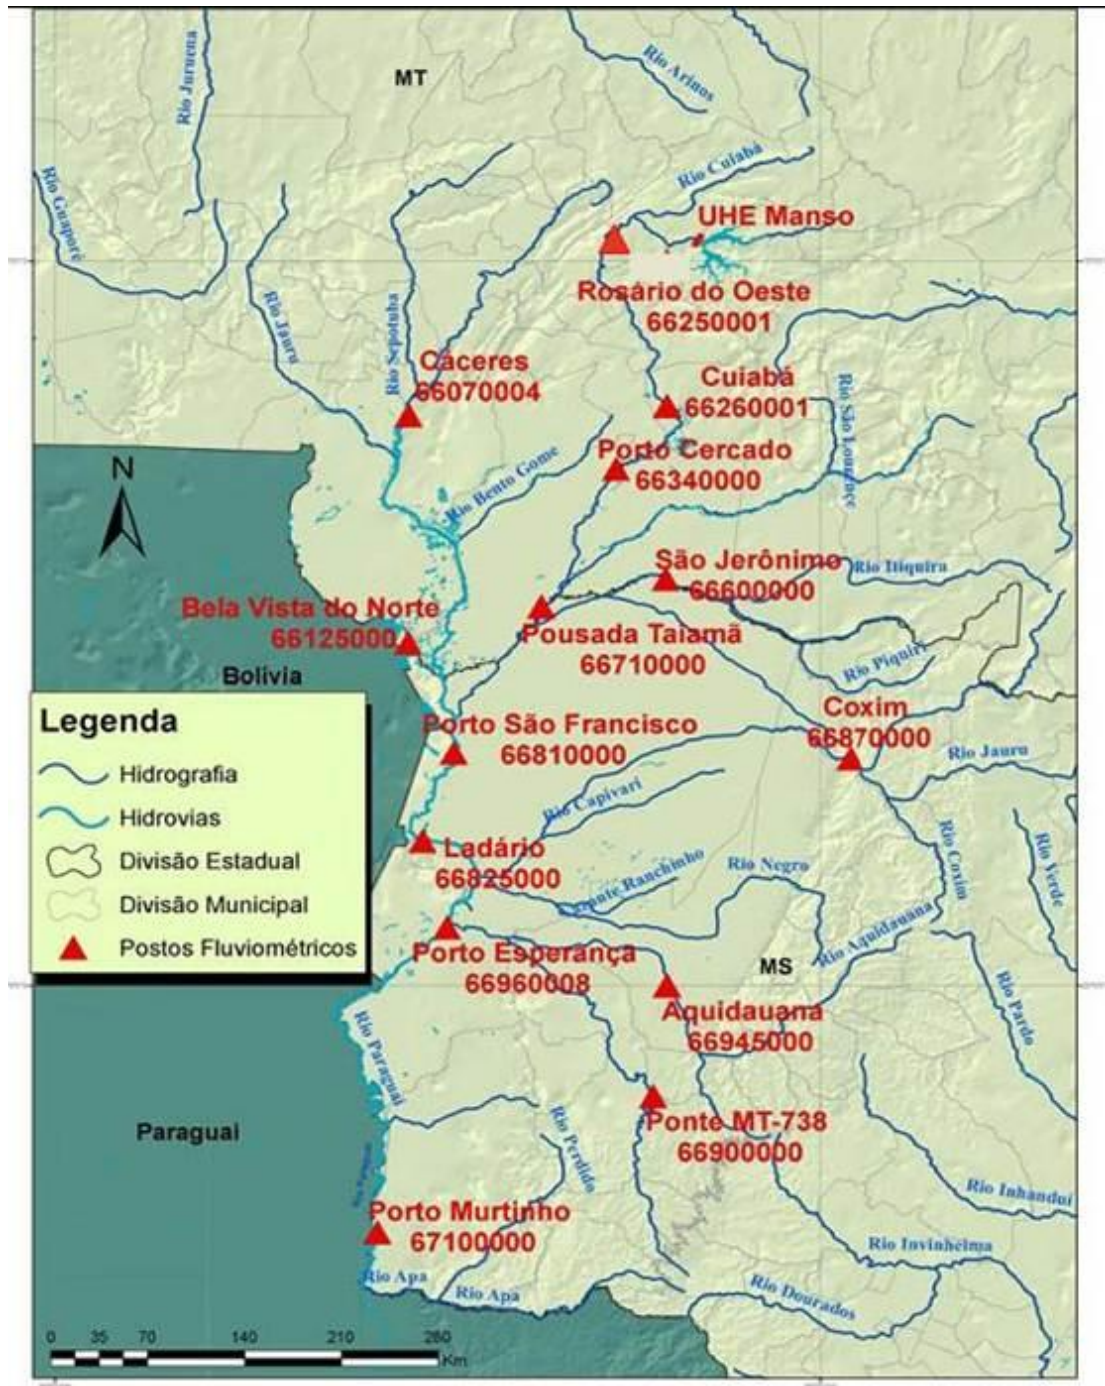 MT
Rio Juruena
Rio Arinos
Rio Guaporé
Rio Cuiabá
UHE Manso
Rosário do Oeste
66250001
Rio Jauru
Rio Sepotuba
Cáceres
66070004
Cuiabá
66260001
Rio São Lourenço
N
Porto Cercado
66340000
Rio Bento Gome
São Jerônimo
66600000
Rio Itiquira
Bela Vista do Norte
66125000
Pousada Taiamã
66710000
Rio Piquiri
Bolívia
Coxim
66870000
Rio Jauru
Porto São Francisco
66810000
Legenda
Hidrografia
Hidrovias
Divisão Estadual
Divisão Municipal
Postos Fluviométricos
Rio Capivari
Rio Coxim
Rio Verde
Ladário
66825000
Ranchinho
Rio Negro
Rio Aquidauana
Porto Esperança
66960008
MS
Aquidauana
66945000
Rio Pardo
Rio Paraguai
Paraguai
Rio Perdido
Ponte MT-738
66900000
Rio Inhanduí
Porto Murtinho
67100000
Rio Invinheima
Rio Apa
Rio Apa
Rio Dourados
0 35 70 140 210 280
Km